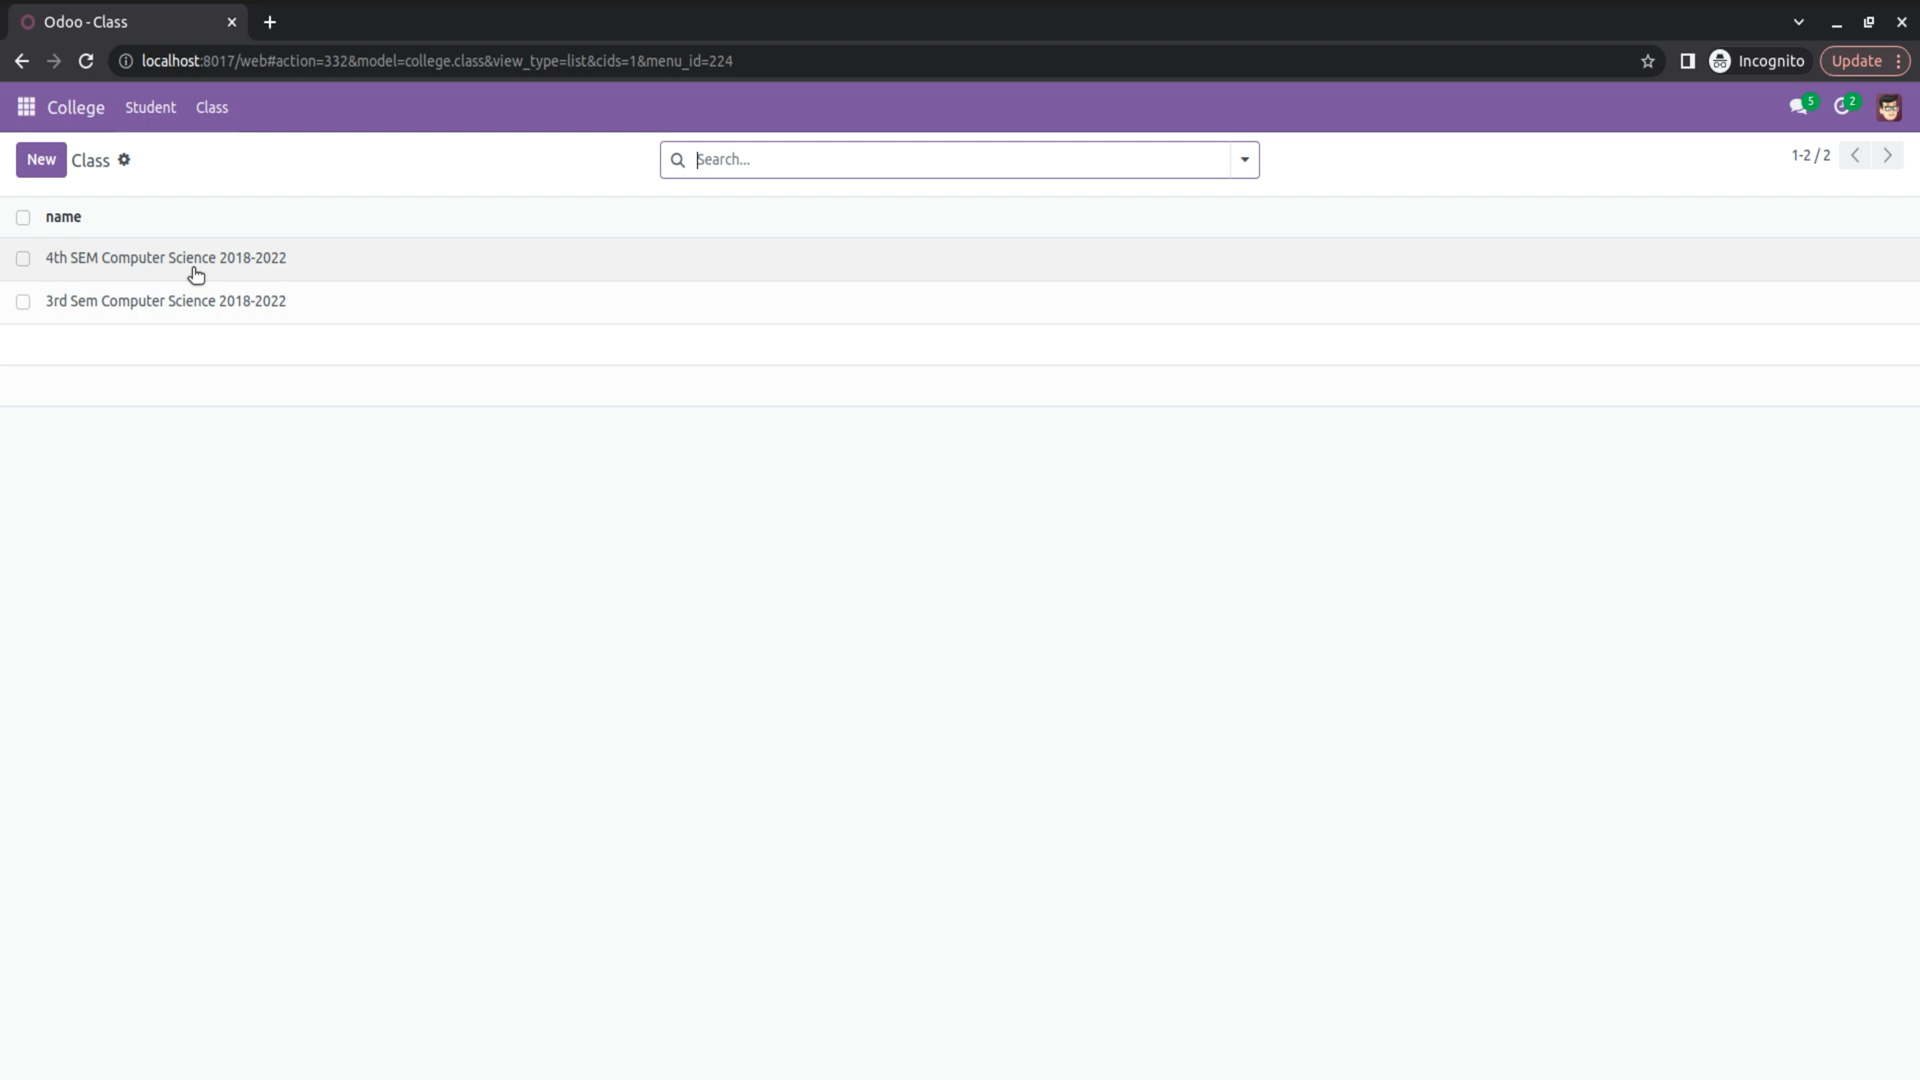 Odoo - Class
localhost:8017/web#action=332&model=college.class&view_type=list&cids=1&menu_id=224
Incognito
Update
College Student Class
5
2
New Class
Search...
1-2 / 2
name
4th SEM Computer Science 2018-2022
3rd Sem Computer Science 2018-2022